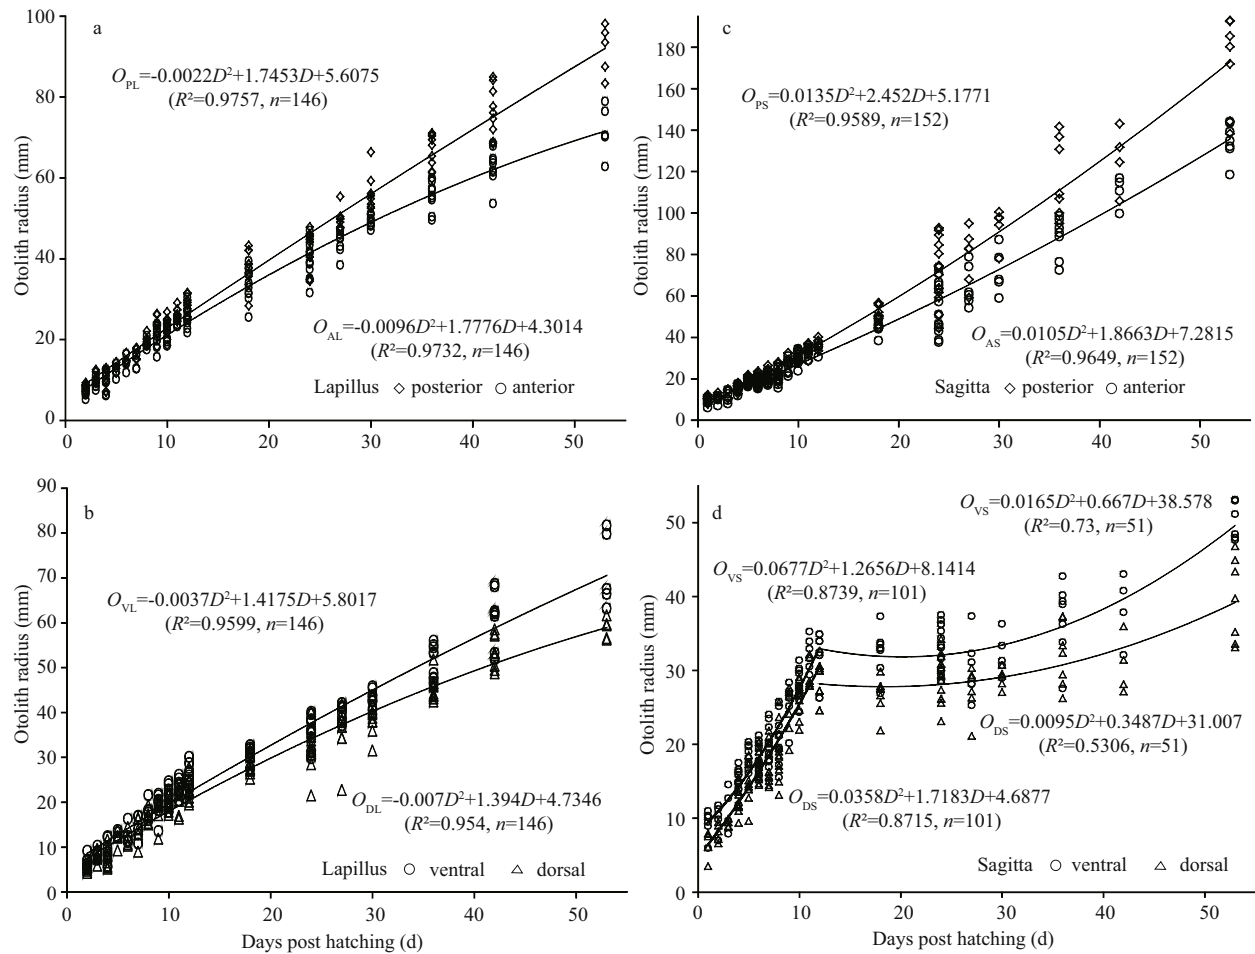 a
100
80
60
40
20
0
Otolith radius (mm)
O_PL=-0.0022D²+1.7453D+5.6075
(R²=0.9757, n=146)
O_AL=-0.0096D²+1.7776D+4.3014
(R²=0.9732, n=146)
Lapillus ◇ posterior ○ anterior
0 10 20 30 40 50
c
180
160
140
120
100
80
60
40
20
0
Otolith radius (mm)
O_PS=0.0135D²+2.452D+5.1771
(R²=0.9589, n=152)
O_AS=0.0105D²+1.8663D+7.2815
(R²=0.9649, n=152)
Sagitta ◇ posterior ○ anterior
0 10 20 30 40 50
b
90
80
70
60
50
40
30
20
10
0
Otolith radius (mm)
O_VL=-0.0037D²+1.4175D+5.8017
(R²=0.9599, n=146)
O_DL=-0.007D²+1.394D+4.7346
(R²=0.954, n=146)
Lapillus ○ ventral △ dorsal
0 10 20 30 40 50
Days post hatching (d)
d
50
40
30
20
10
0
Otolith radius (mm)
O_VS=0.0165D²+0.667D+38.578
(R²=0.73, n=51)
O_VS=0.0677D²+1.2656D+8.1414
(R²=0.8739, n=101)
O_DS=0.0095D²+0.3487D+31.007
(R²=0.5306, n=51)
O_DS=0.0358D²+1.7183D+4.6877
(R²=0.8715, n=101)
Sagitta ○ ventral △ dorsal
0 10 20 30 40 50
Days post hatching (d)